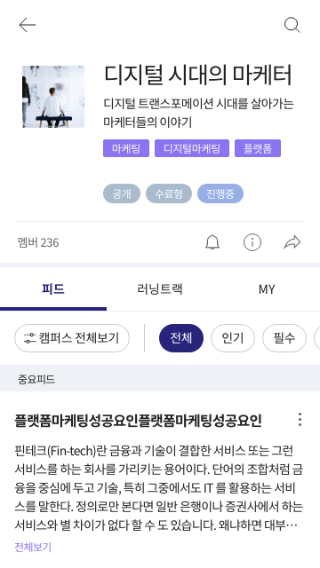 디지털 시대의 마케터
디지털 트랜스포메이션 시대를 살아가는
마케터들의 이야기
마케팅 디지털마케팅 플랫폼
공개 수료형 진행중
멤버 236
피드 러닝트랙 MY
캠퍼스 전체보기 전체 인기 필수
중요피드
플랫폼마케팅성공요인플랫폼마케팅성공요인
핀테크(Fin-tech)란 금융과 기술이 결합한 서비스 또는 그런
서비스를 하는 회사를 가리키는 용어이다. 단어의 조합처럼 금
융을 중심에 두고 기술, 특히 그중에서도 IT 를 활용하는 서비
스를 말한다. 정의로만 본다면 일반 은행이나 증권사에서 하는
서비스와 별 차이가 없다 할 수 도 있습니다. 왜냐하면 대부…
전체보기